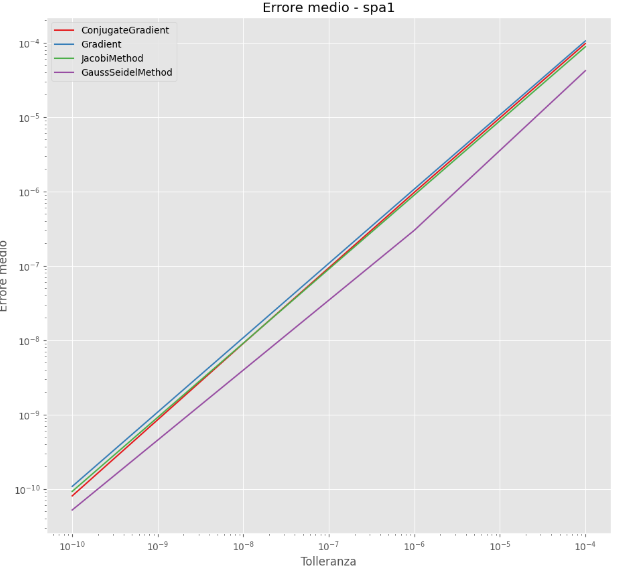 Errore medio - spa1
ConjugateGradient
Gradient
JacobiMethod
GaussSeidelMethod
10⁻⁴
10⁻⁵
10⁻⁶
10⁻⁷
10⁻⁸
10⁻⁹
10⁻¹⁰
Errore medio
10⁻¹⁰ 10⁻⁹ 10⁻⁸ 10⁻⁷ 10⁻⁶ 10⁻⁵ 10⁻⁴
Tolleranza